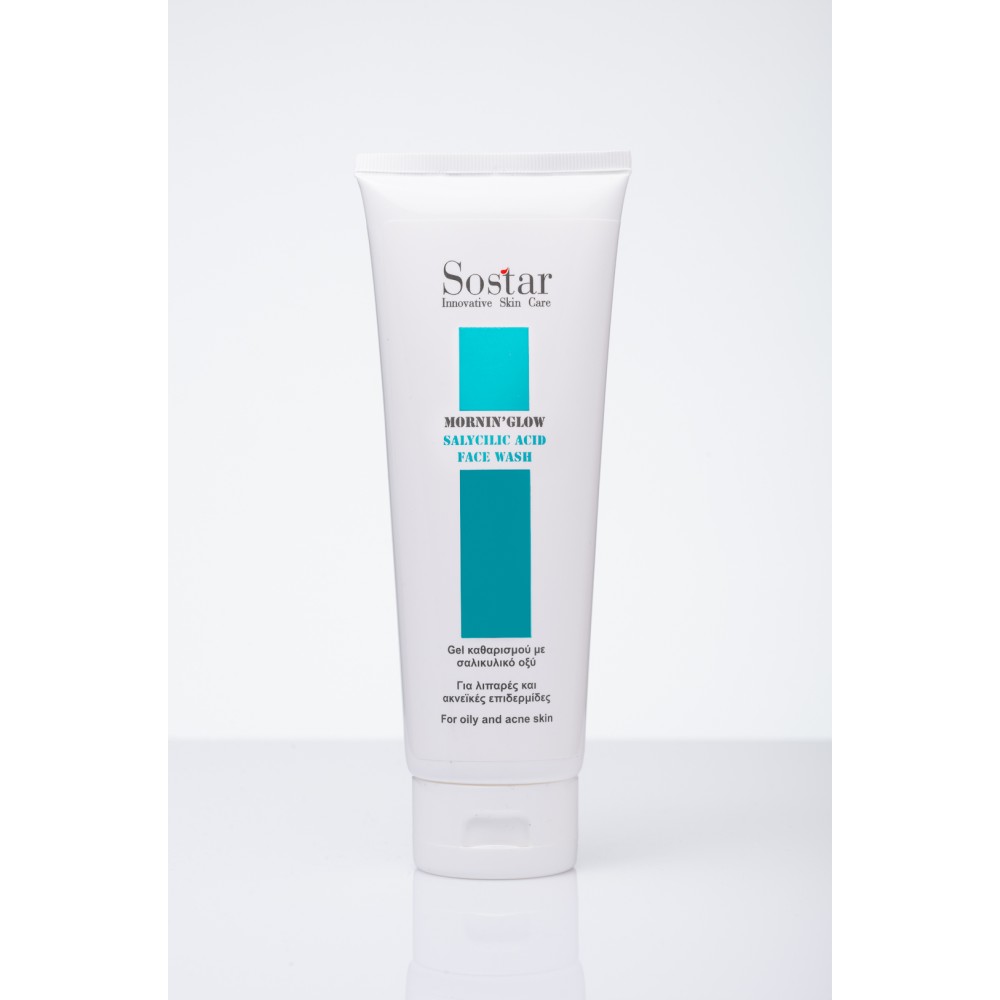 Sostar
Innovative Skin Care
MORNIN'GLOW
SALYCILIC ACID
FACE WASH
Gel καθαρισμού με
σαλικυλικό οξύ
Για λιπαρές και
ακνεϊκές επιδερμίδες
For oily and acne skin